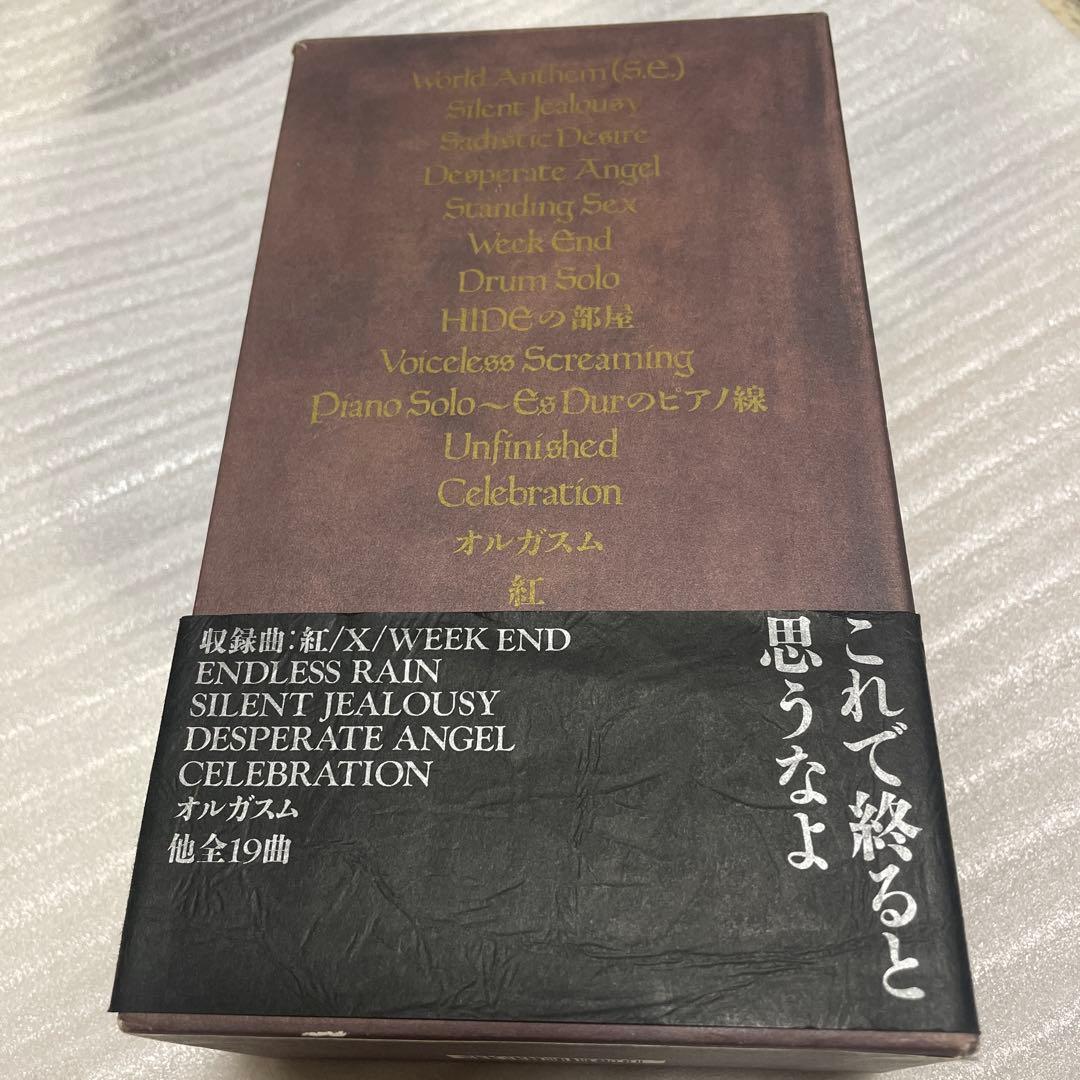 World Anthem (S.E.)
Silent Jealousy
Sadistic Desire
Desperate Angel
Standing Sex
Week End
Drum Solo
HIDEの部屋
Voiceless Screaming
Piano Solo～Es Durのピアノ線
Unfinished
Celebration
オルガスム
紅
収録曲:紅/X/WEEK END
ENDLESS RAIN
SILENT JEALOUSY
DESPERATE ANGEL
CELEBRATION
オルガスム
他全19曲
これで終ると
思うなよ